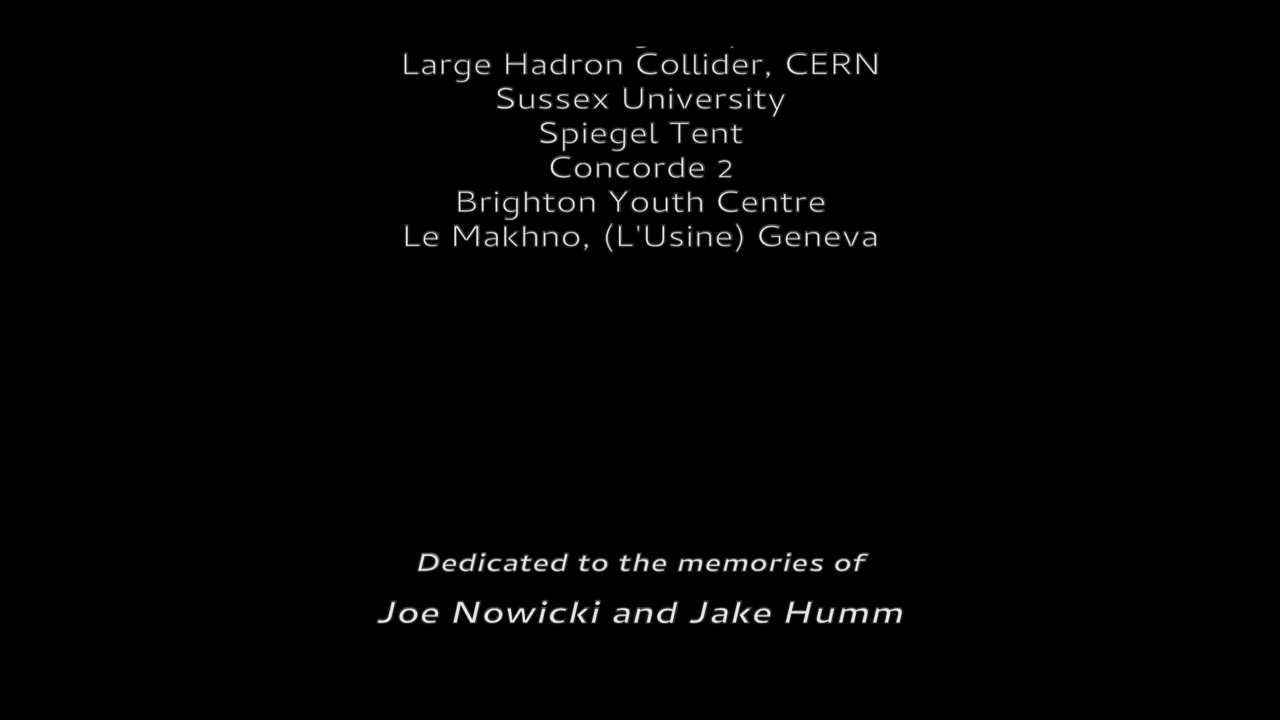 Large Hadron Collider, CERN
Sussex University
Spiegel Tent
Concorde 2
Brighton Youth Centre
Le Makhno, (L'Usine) Geneva
Dedicated to the memories of
Joe Nowicki and Jake Humm